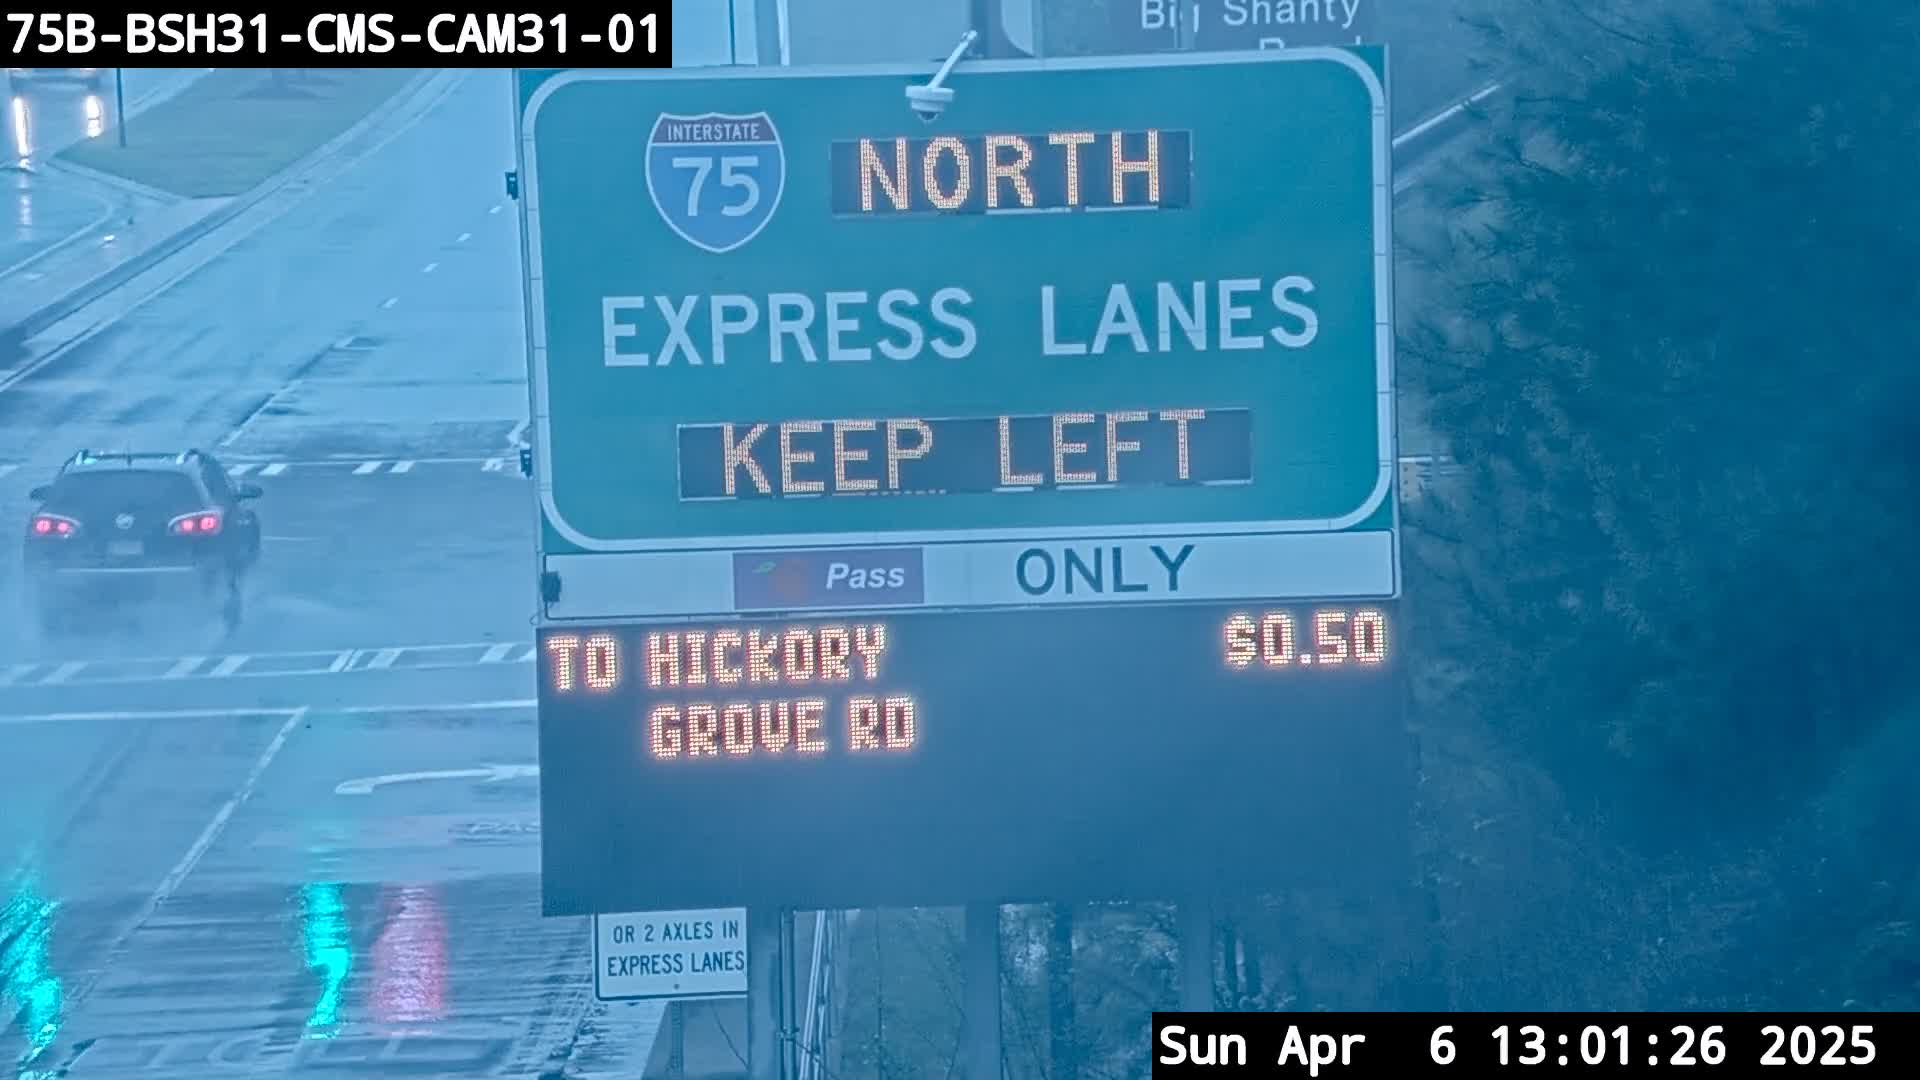 75B-BSH31-CMS-CAM31-01
Big Shanty
INTERSTATE
75
NORTH
EXPRESS LANES
KEEP LEFT
Pass ONLY
TO HICKORY $0.50
GROVE RD
OR 2 AXLES IN
EXPRESS LANES
Sun Apr 6 13:01:26 2025